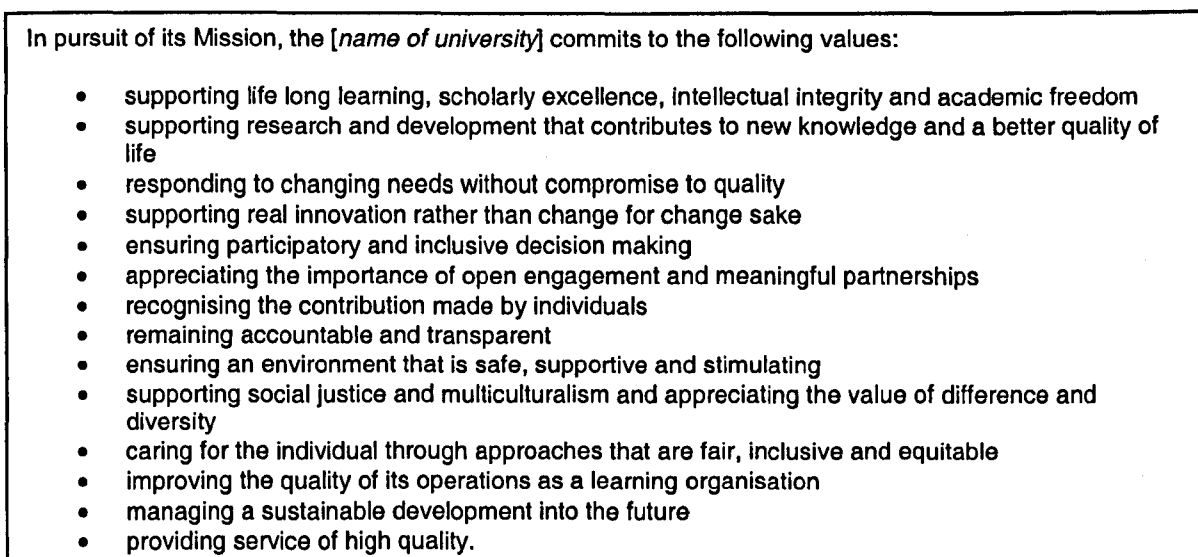 In pursuit of its Mission, the [name of university] commits to the following values:
• supporting life long learning, scholarly excellence, intellectual integrity and academic freedom
• supporting research and development that contributes to new knowledge and a better quality of
life
• responding to changing needs without compromise to quality
• supporting real innovation rather than change for change sake
• ensuring participatory and inclusive decision making
• appreciating the importance of open engagement and meaningful partnerships
• recognising the contribution made by individuals
• remaining accountable and transparent
• ensuring an environment that is safe, supportive and stimulating
• supporting social justice and multiculturalism and appreciating the value of difference and
diversity
• caring for the individual through approaches that are fair, inclusive and equitable
• improving the quality of its operations as a learning organisation
• managing a sustainable development into the future
• providing service of high quality.